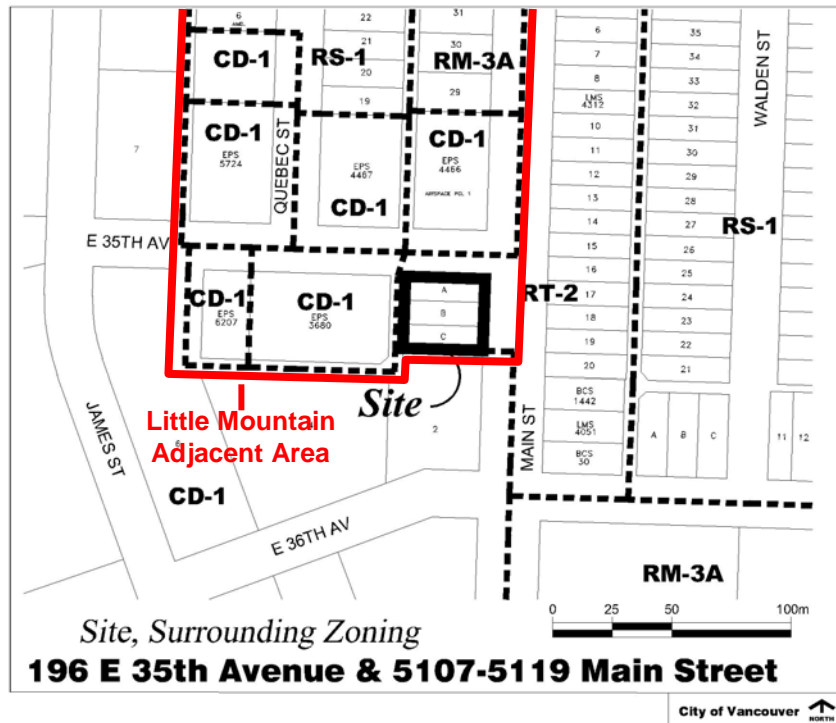 6
AMEL
22
31
6
35
CD-1
RS-1
21
30
RM-3A
7
34
WALDEN ST
20
8
33
19
29
LMS
4312
32
CD-1
EPS
5724
QUEBEC ST
EPS
4467
CD-1
CD-1
EPS
4466
AIRSPACE PCL 1
10
31
11
30
7
12
29
13
28
14
27
RS-1
E 35TH AV
15
26
16
25
CD-1
EPS
6207
CD-1
EPS
3680
A
B
C
RT-2
17
24
18
23
19
22
20
21
Site
Little Mountain
Adjacent Area
JAMES ST
6
2
MAIN ST
BCS
1442
LMS
4051
BCS
30
A
B
C
11
12
CD-1
E 36TH AV
RM-3A
0
25
50
100m
Site, Surrounding Zoning
196 E 35th Avenue & 5107-5119 Main Street
City of Vancouver
NORTH